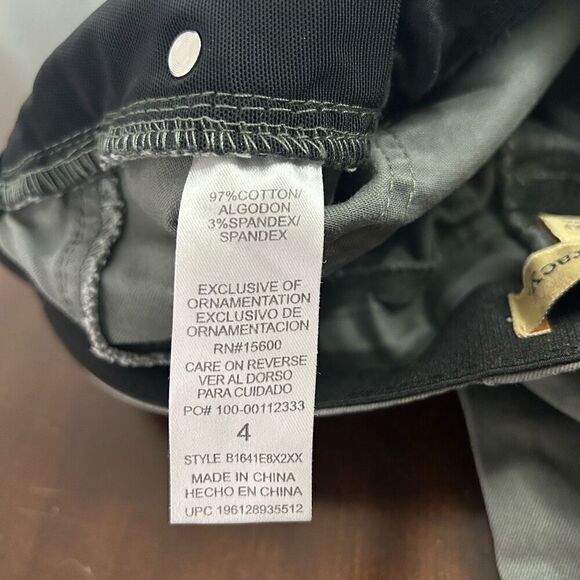 97%COTTON/
ALGODON
3%SPANDEX/
SPANDEX
EXCLUSIVE OF
ORNAMENTATION
EXCLUSIVO DE
ORNAMENTACION
RN#15600
CARE ON REVERSE
VER AL DORSO
PARA CUIDADO
PO# 100-00112333
4
STYLE B1641E8X2XX
MADE IN CHINA
HECHO EN CHINA
UPC 196128935512